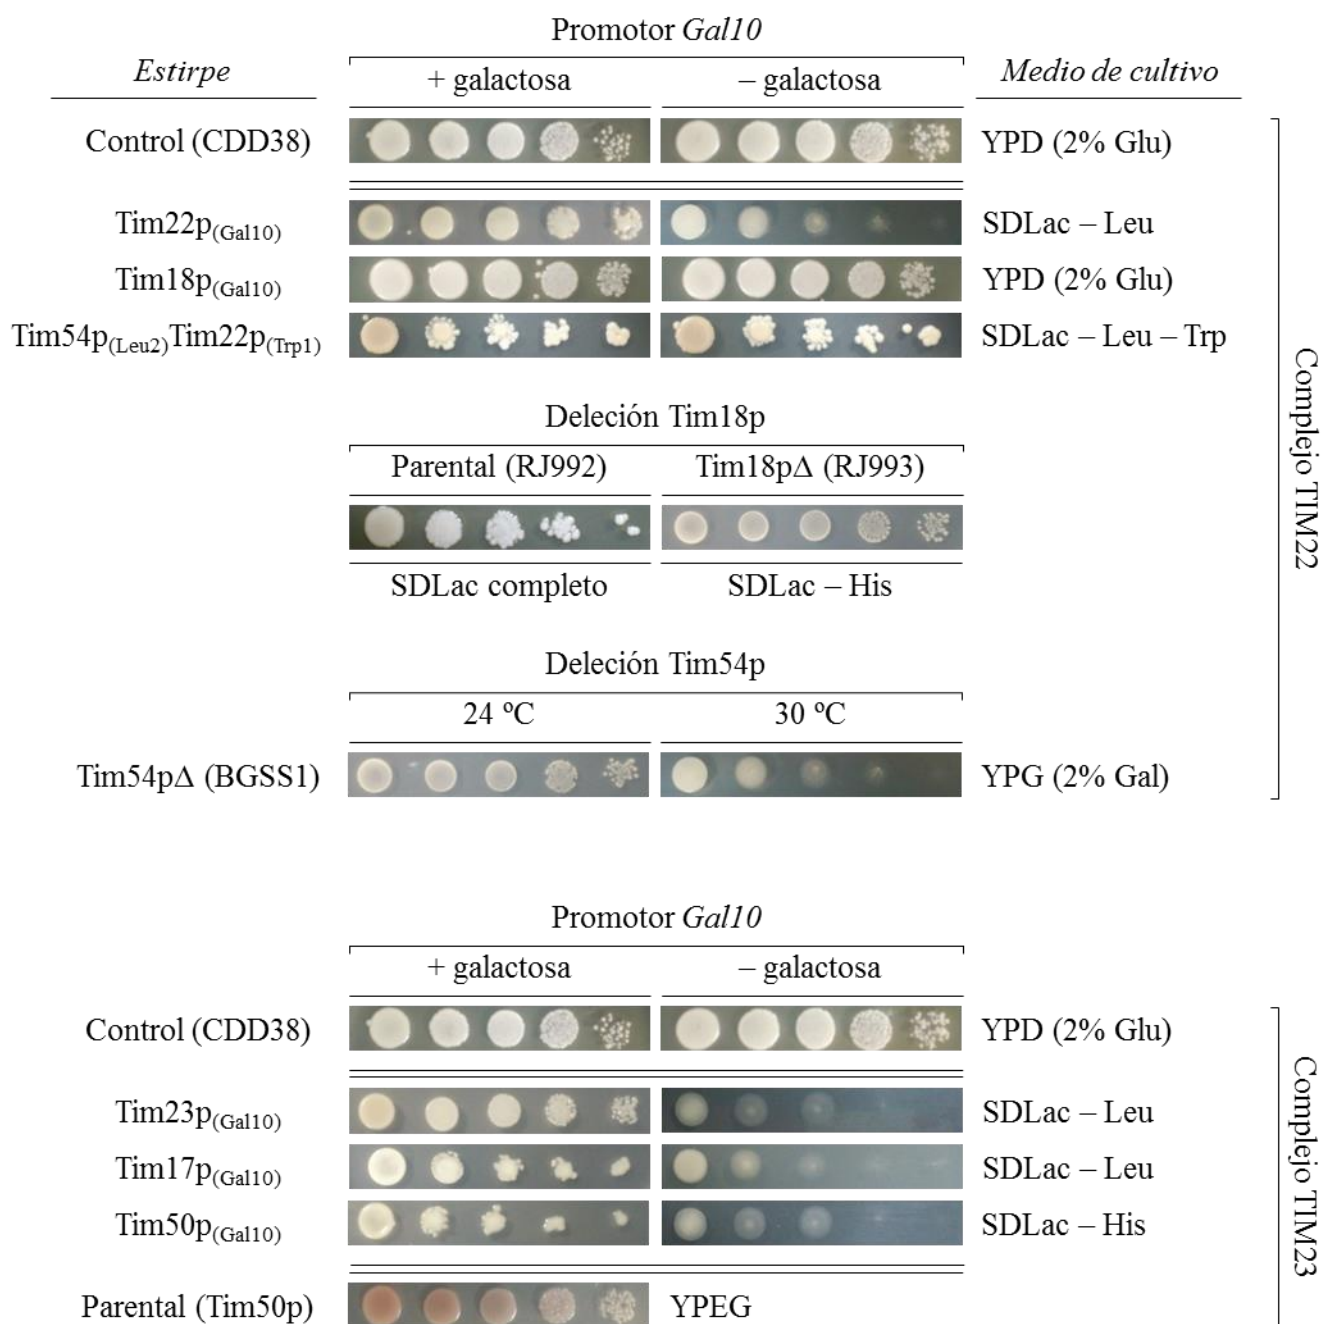 Promotor Gal10
Estirpe + galactosa – galactosa Medio de cultivo
Control (CDD38) YPD (2% Glu)
Tim22p(Gal10) SDLac – Leu
Tim18p(Gal10) YPD (2% Glu)
Tim54p(Leu2)Tim22p(Trp1) SDLac – Leu – Trp
Complejo TIM22
Deleción Tim18p
Parental (RJ992) Tim18pΔ (RJ993)
SDLac completo SDLac – His
Deleción Tim54p
24 ºC 30 ºC
Tim54pΔ (BGSS1) YPG (2% Gal)
Promotor Gal10
+ galactosa – galactosa
Control (CDD38) YPD (2% Glu)
Tim23p(Gal10) SDLac – Leu
Tim17p(Gal10) SDLac – Leu
Tim50p(Gal10) SDLac – His
Complejo TIM23
Parental (Tim50p) YPEG